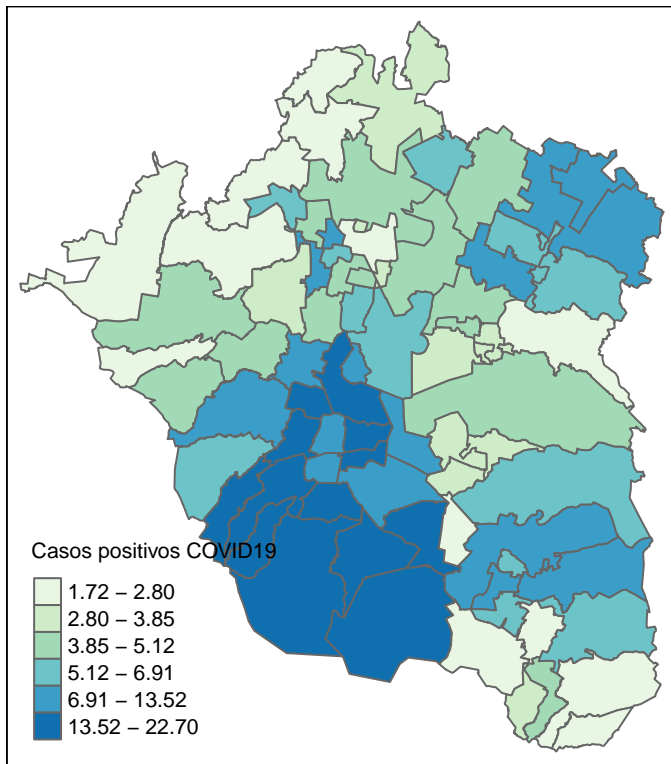 Casos positivos COVID19
1.72 − 2.80
2.80 − 3.85
3.85 − 5.12
5.12 − 6.91
6.91 − 13.52
13.52 − 22.70